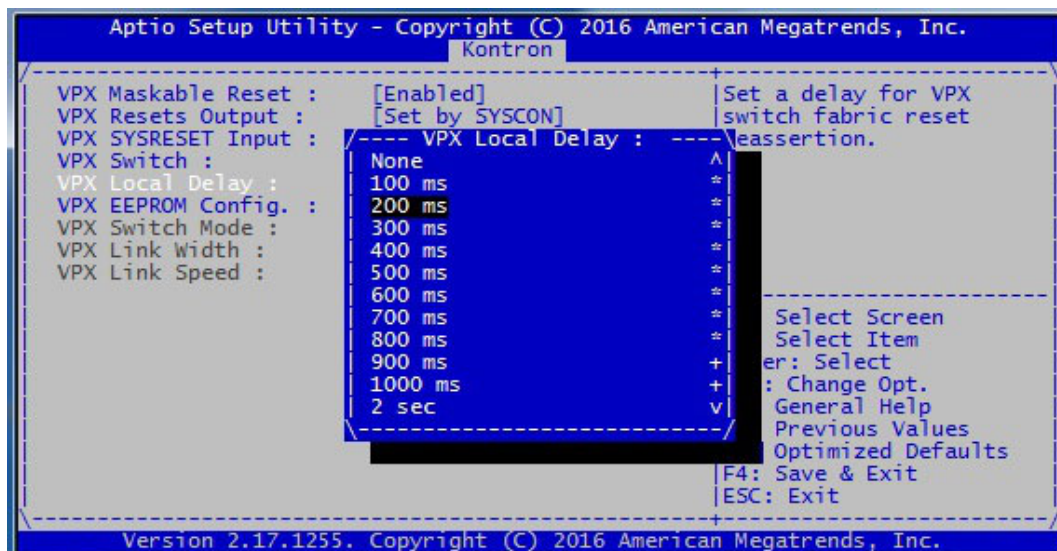 Aptio Setup Utility - Copyright (C) 2016 American Megatrends, Inc.
Kontron
VPX Maskable Reset : [Enabled]
VPX Resets Output : [Set by SYSCON]
VPX SYSRESET Input :
VPX Switch :
VPX Local Delay :
VPX EEPROM Config. :
VPX Switch Mode :
VPX Link Width :
VPX Link Speed :
VPX Local Delay :
None
100 ms
200 ms
300 ms
400 ms
500 ms
600 ms
700 ms
800 ms
900 ms
1000 ms
2 sec
Set a delay for VPX
switch fabric reset
eassertion.
Select Screen
Select Item
er: Select
: Change Opt.
General Help
Previous Values
Optimized Defaults
F4: Save & Exit
ESC: Exit
Version 2.17.1255. Copyright (C) 2016 American Megatrends, Inc.